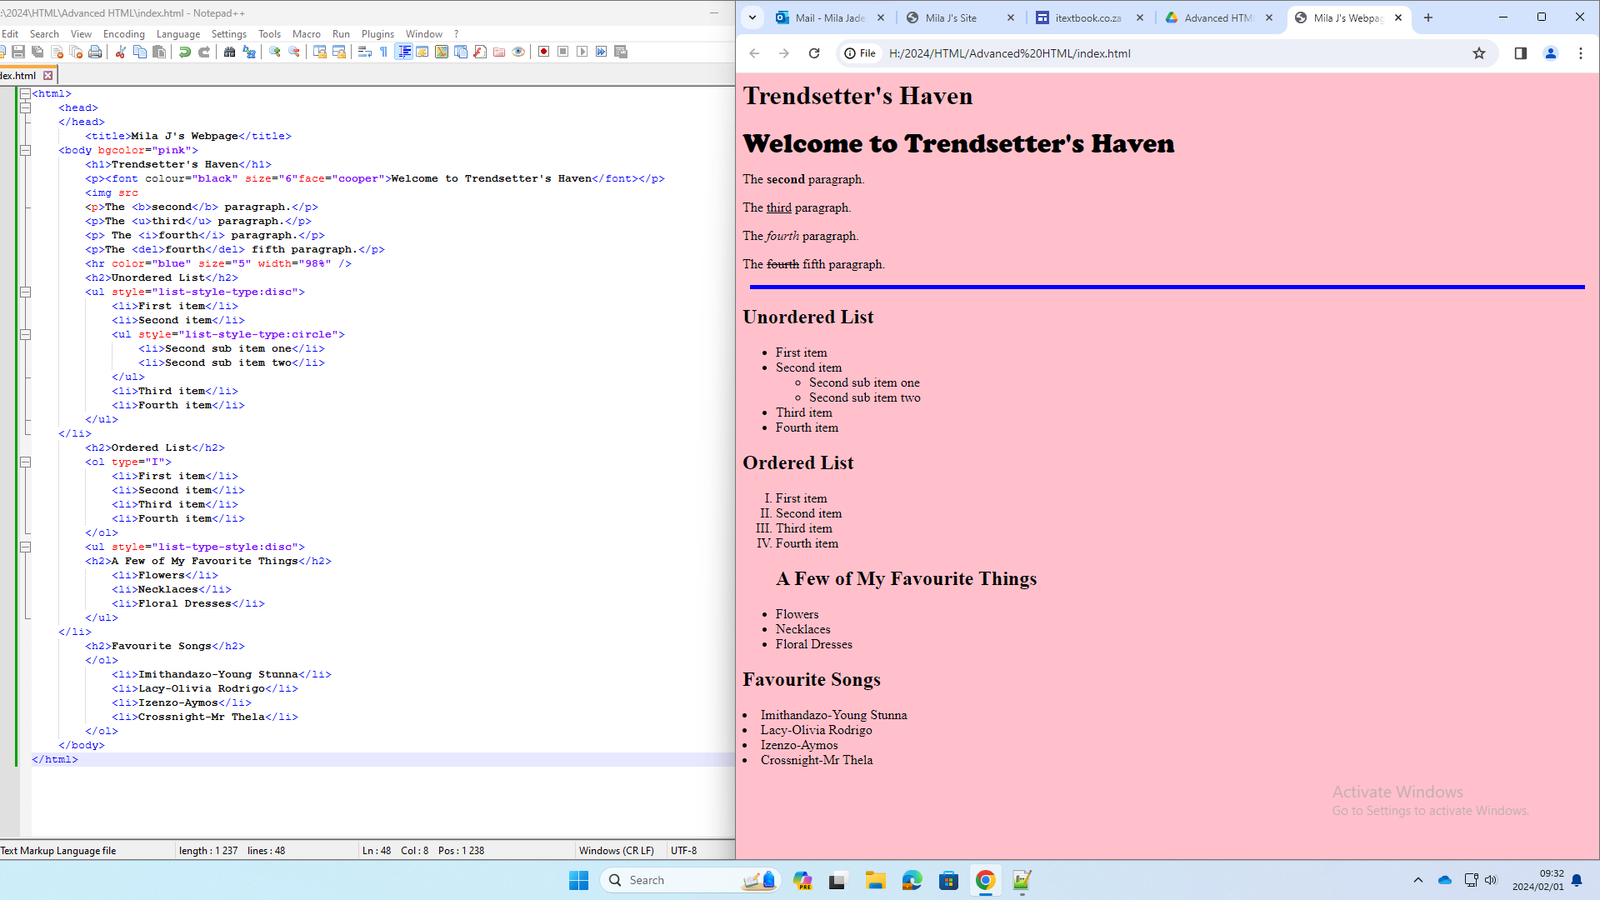 :\2024\HTML\Advanced HTML\index.html - Notepad++
Edit Search View Encoding Language Settings Tools Macro Run Plugins Window ?
dex.html
<html>
<head>
</head>
<title>Mila J's Webpage</title>
<body bgcolor="pink">
<h1>Trendsetter's Haven</h1>
<p><font colour="black" size="6"face="cooper">Welcome to Trendsetter's Haven</font></p>
<img src
<p>The <b>second</b> paragraph.</p>
<p>The <u>third</u> paragraph.</p>
<p> The <i>fourth</i> paragraph.</p>
<p>The <del>fourth</del> fifth paragraph.</p>
<hr color="blue" size="5" width="98%" />
<h2>Unordered List</h2>
<ul style="list-style-type:disc">
<li>First item</li>
<li>Second item</li>
<ul style="list-style-type:circle">
<li>Second sub item one</li>
<li>Second sub item two</li>
</ul>
<li>Third item</li>
<li>Fourth item</li>
</ul>
</li>
<h2>Ordered List</h2>
<ol type="I">
<li>First item</li>
<li>Second item</li>
<li>Third item</li>
<li>Fourth item</li>
</ol>
<ul style="list-type-style:disc">
<h2>A Few of My Favourite Things</h2>
<li>Flowers</li>
<li>Necklaces</li>
<li>Floral Dresses</li>
</ul>
</li>
<h2>Favourite Songs</h2>
</ol>
<li>Imithandazo-Young Stunna</li>
<li>Lacy-Olivia Rodrigo</li>
<li>Izenzo-Aymos</li>
<li>Crossnight-Mr Thela</li>
</ol>
</body>
</html>
Text Markup Language file length : 1 237 lines : 48 Ln : 48 Col : 8 Pos : 1 238 Windows (CR LF) UTF-8
Mail - Mila Jade Mila J's Site itextbook.co.za Advanced HTM Mila J's Webpag
File H:/2024/HTML/Advanced%20HTML/index.html
Trendsetter's Haven
Welcome to Trendsetter's Haven
The second paragraph.
The third paragraph.
The fourth paragraph.
The fourth fifth paragraph.
Unordered List
• First item
• Second item
○ Second sub item one
○ Second sub item two
• Third item
• Fourth item
Ordered List
I. First item
II. Second item
III. Third item
IV. Fourth item
A Few of My Favourite Things
• Flowers
• Necklaces
• Floral Dresses
Favourite Songs
• Imithandazo-Young Stunna
• Lacy-Olivia Rodrigo
• Izenzo-Aymos
• Crossnight-Mr Thela
Activate Windows
Go to Settings to activate Windows.
Search
PRE
09:32
2024/02/01